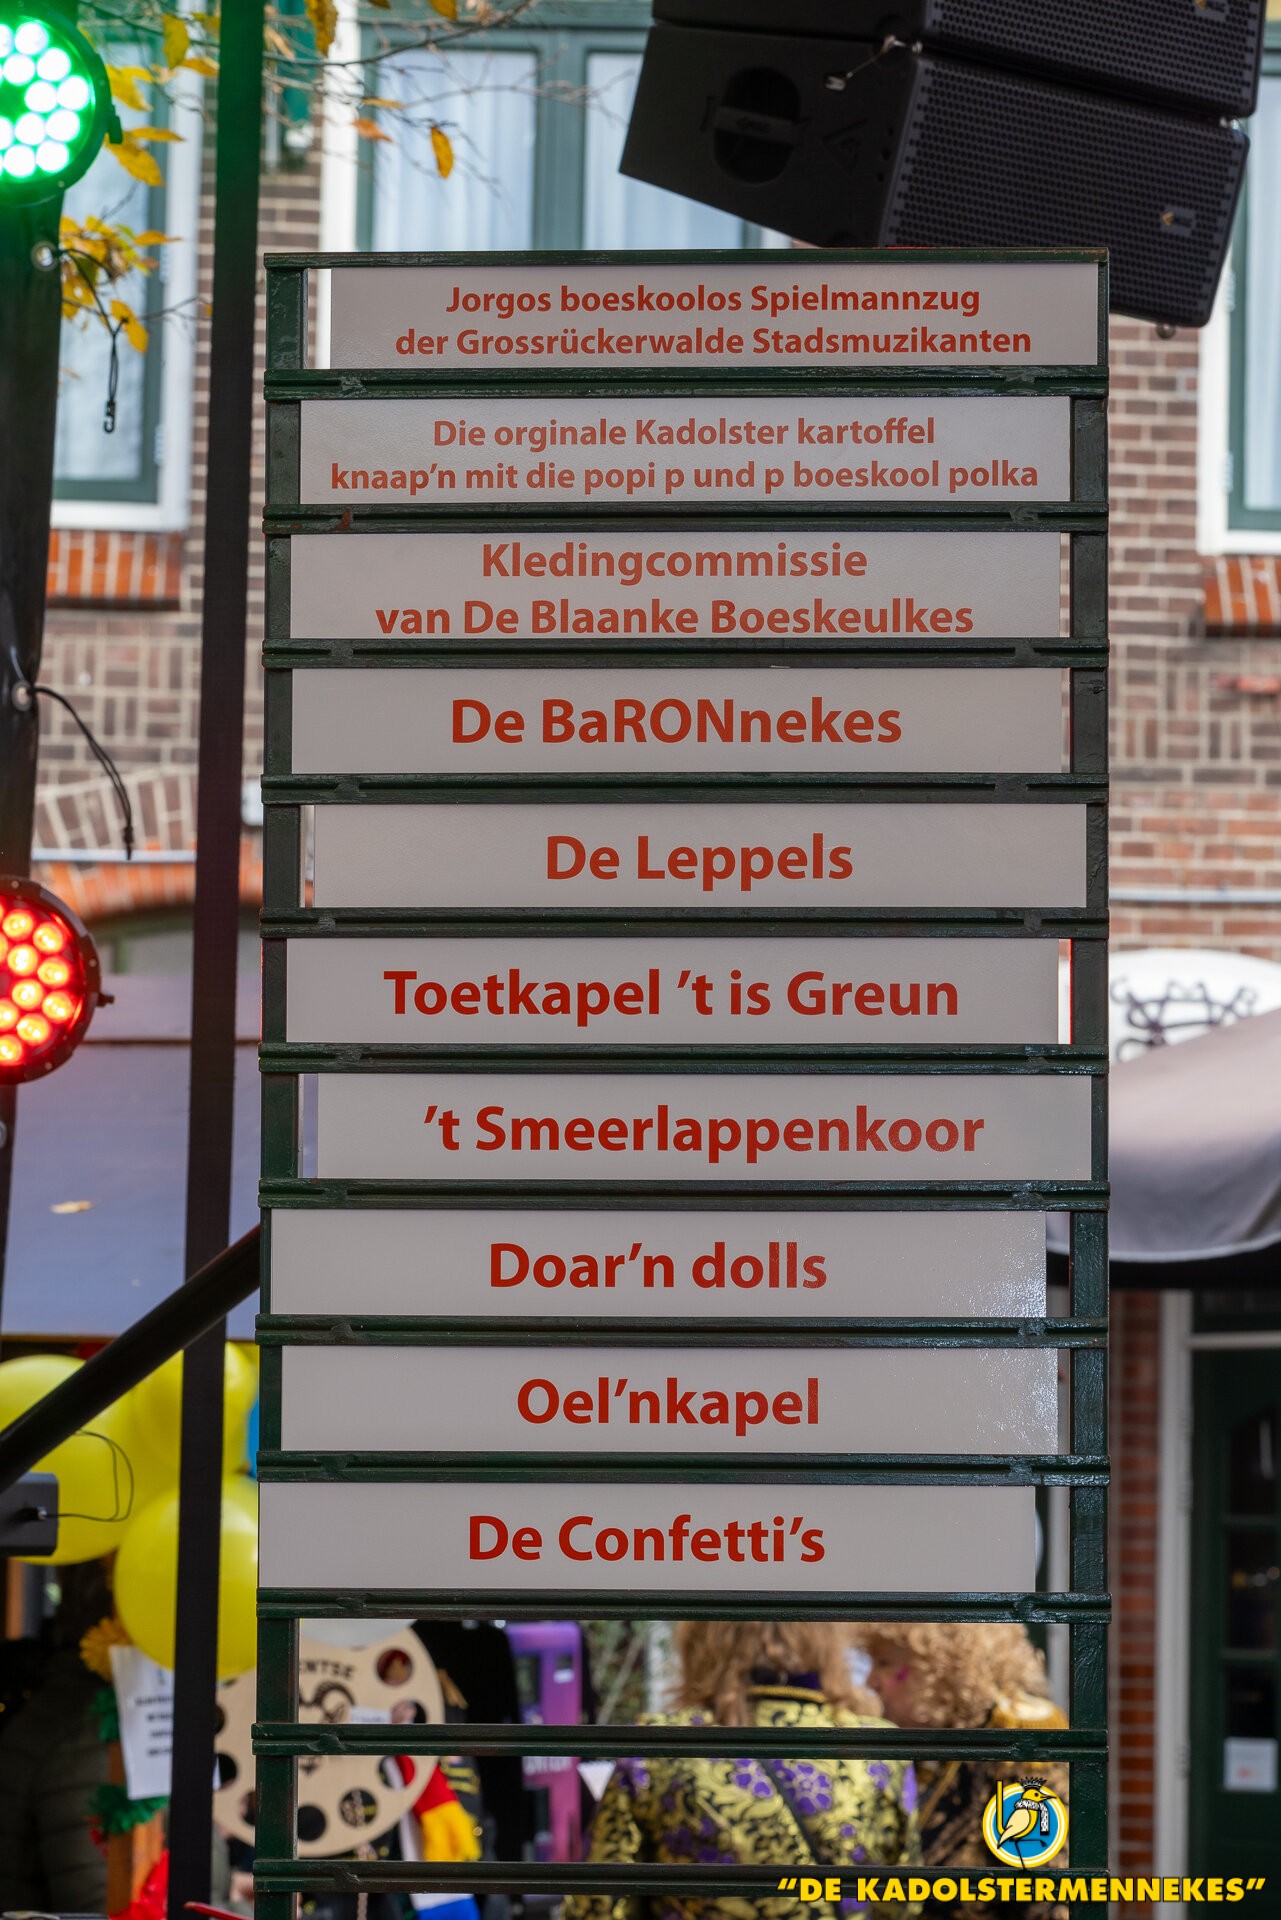 Jorgos boeskoolos Spielmannzug
der Grossrückerwalde Stadsmuzikanten
Die orginale Kadolster kartoffel
knaap'n mit die popi p und p boeskool polka
Kledingcommissie
van De Blaanke Boeskeulkes
De BaRONnekes
De Leppels
Toetkapel 't is Greun
't Smeerlappenkoor
Doar'n dolls
Oel'nkapel
De Confetti's
"DE KADOLSTERMENNEKES"